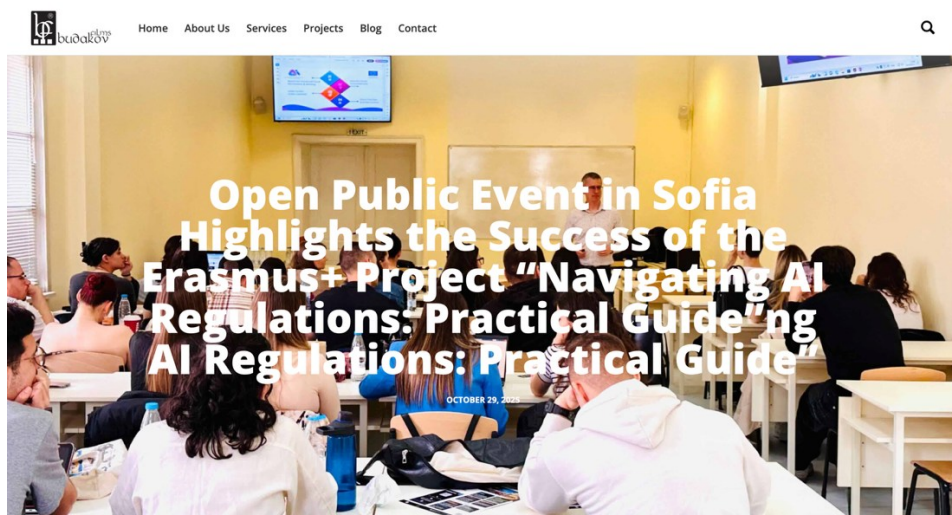 budakov films
Home About Us Services Projects Blog Contact
Open Public Event in Sofia
Highlights the Success of the
Erasmus+ Project “Navigating AI
Regulations: Practical Guide”ng
AI Regulations: Practical Guide”
OCTOBER 29, 2025